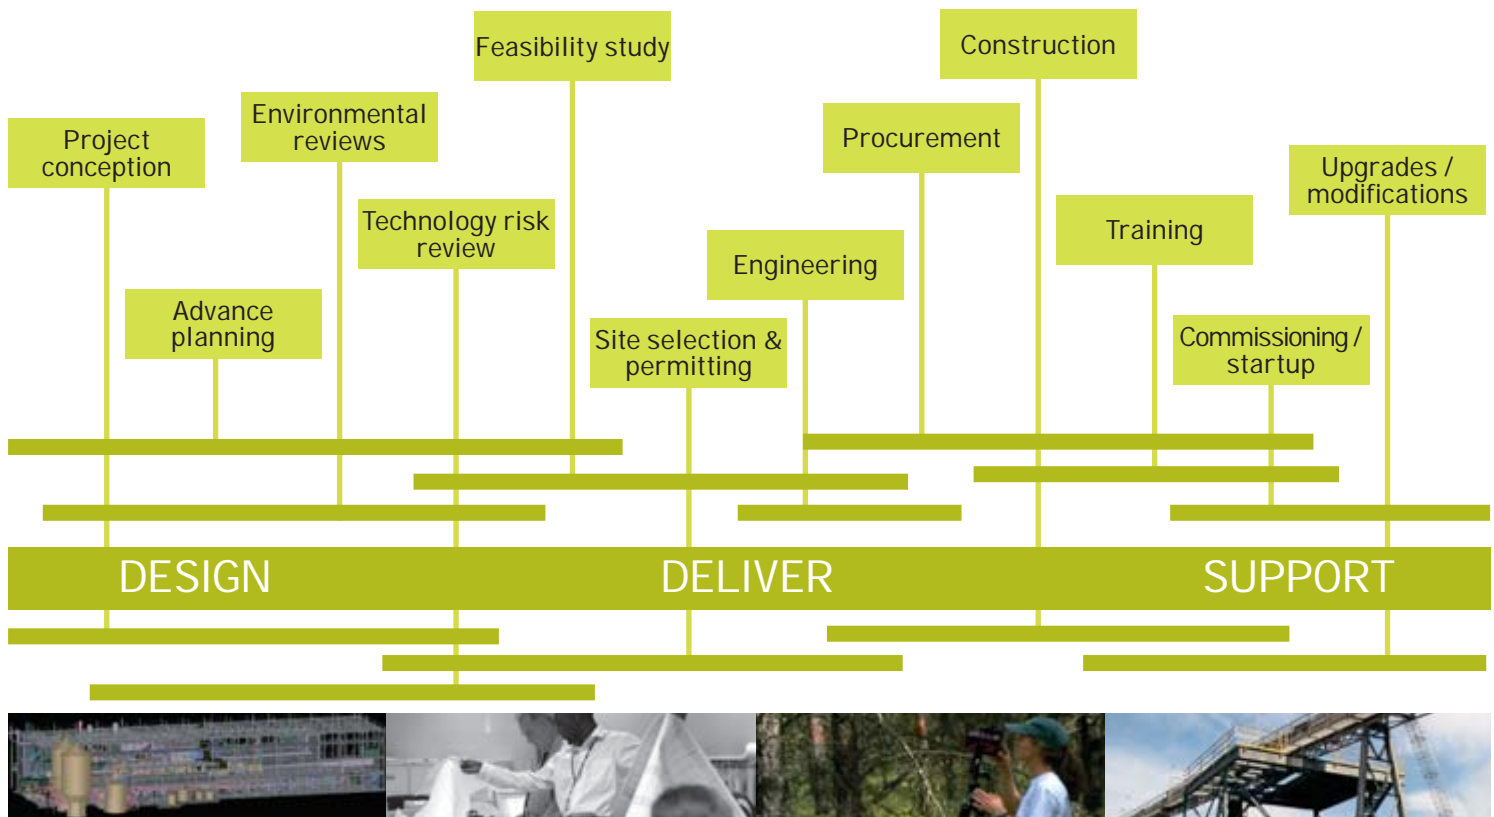 Feasibility study
Construction
Environmental
reviews
Procurement
Project
conception
Upgrades /
modifications
Technology risk
review
Training
Engineering
Advance
planning
Site selection &
permitting
Commissioning /
startup
DESIGN
DELIVER
SUPPORT